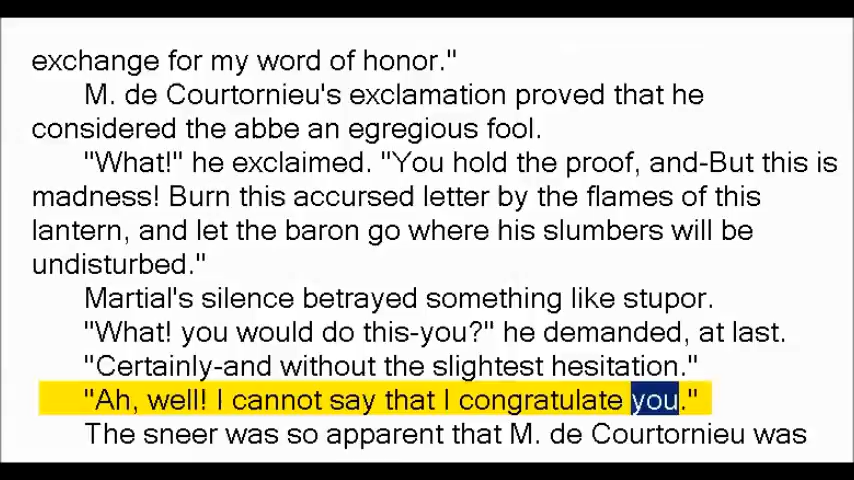 exchange for my word of honor."
M. de Courtornieu's exclamation proved that he
considered the abbe an egregious fool.
"What!" he exclaimed. "You hold the proof, and-But this is
madness! Burn this accursed letter by the flames of this
lantern, and let the baron go where his slumbers will be
undisturbed."
Martial's silence betrayed something like stupor.
"What! you would do this-you?" he demanded, at last.
"Certainly-and without the slightest hesitation."
"Ah, well! I cannot say that I congratulate you."
The sneer was so apparent that M. de Courtornieu was